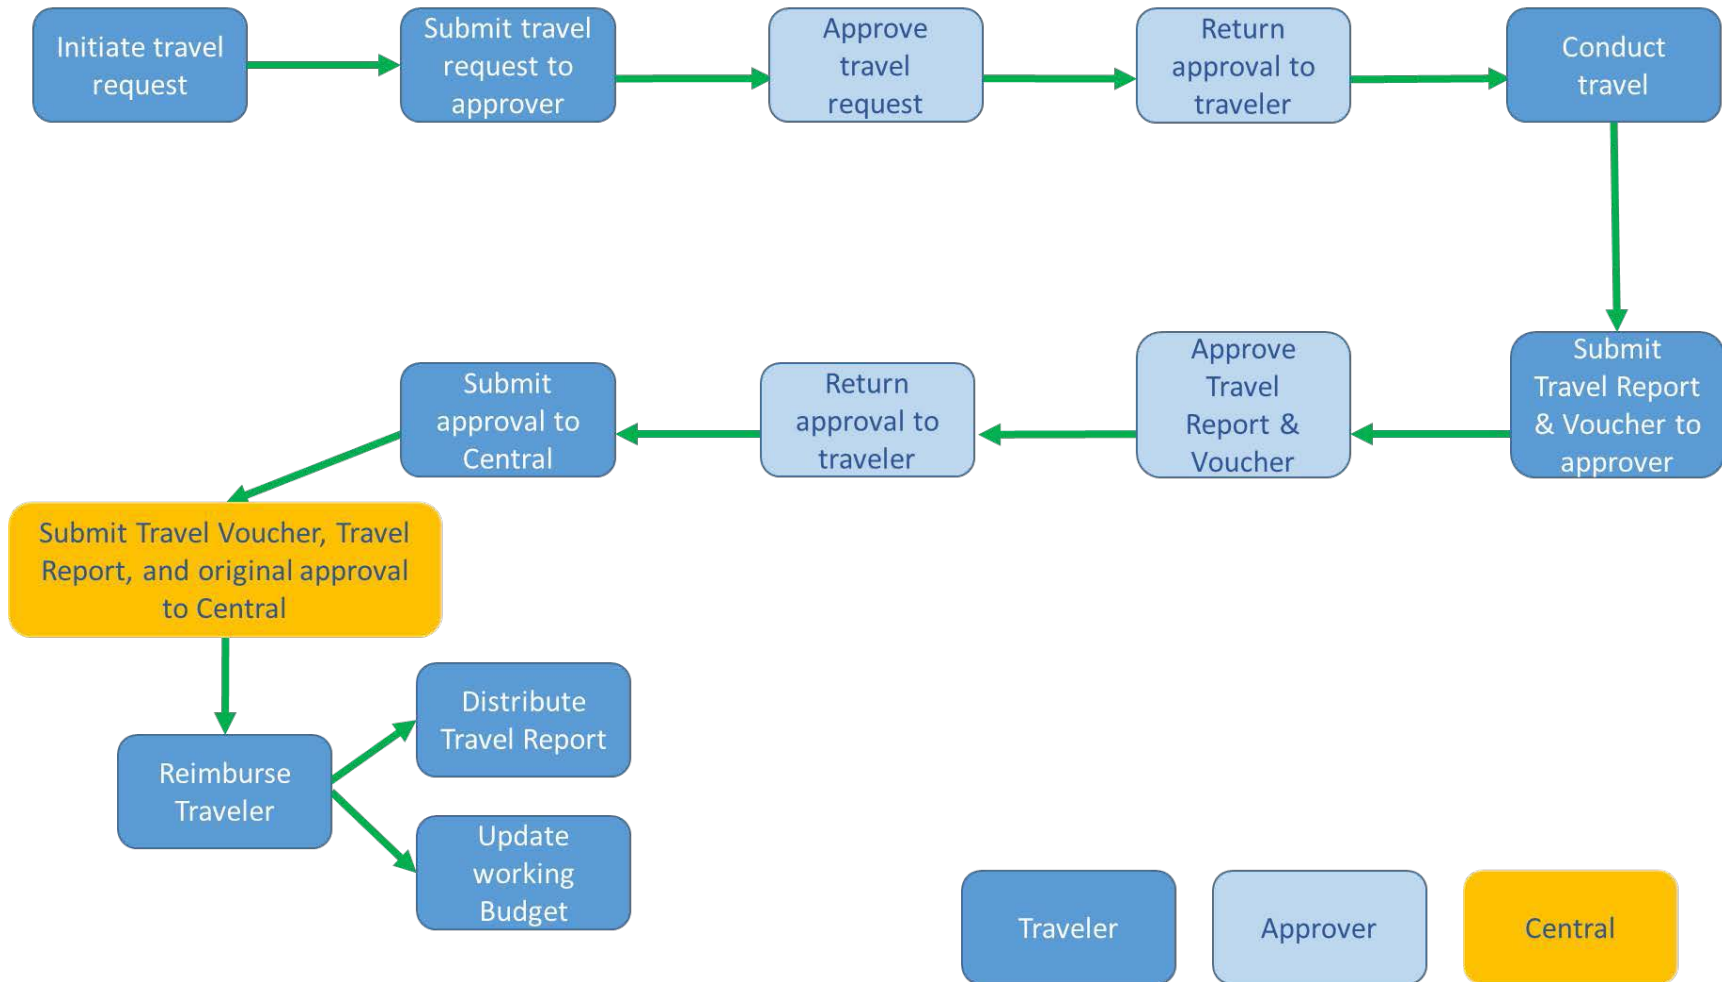 Initiate travel
request
Submit travel
request to
approver
Approve
travel
request
Return
approval to
traveler
Conduct
travel
Submit
Travel Report
& Voucher to
approver
Approve
Travel
Report &
Voucher
Return
approval to
traveler
Submit
approval to
Central
Submit Travel Voucher, Travel
Report, and original approval
to Central
Reimburse
Traveler
Distribute
Travel Report
Update
working
Budget
Traveler
Approver
Central